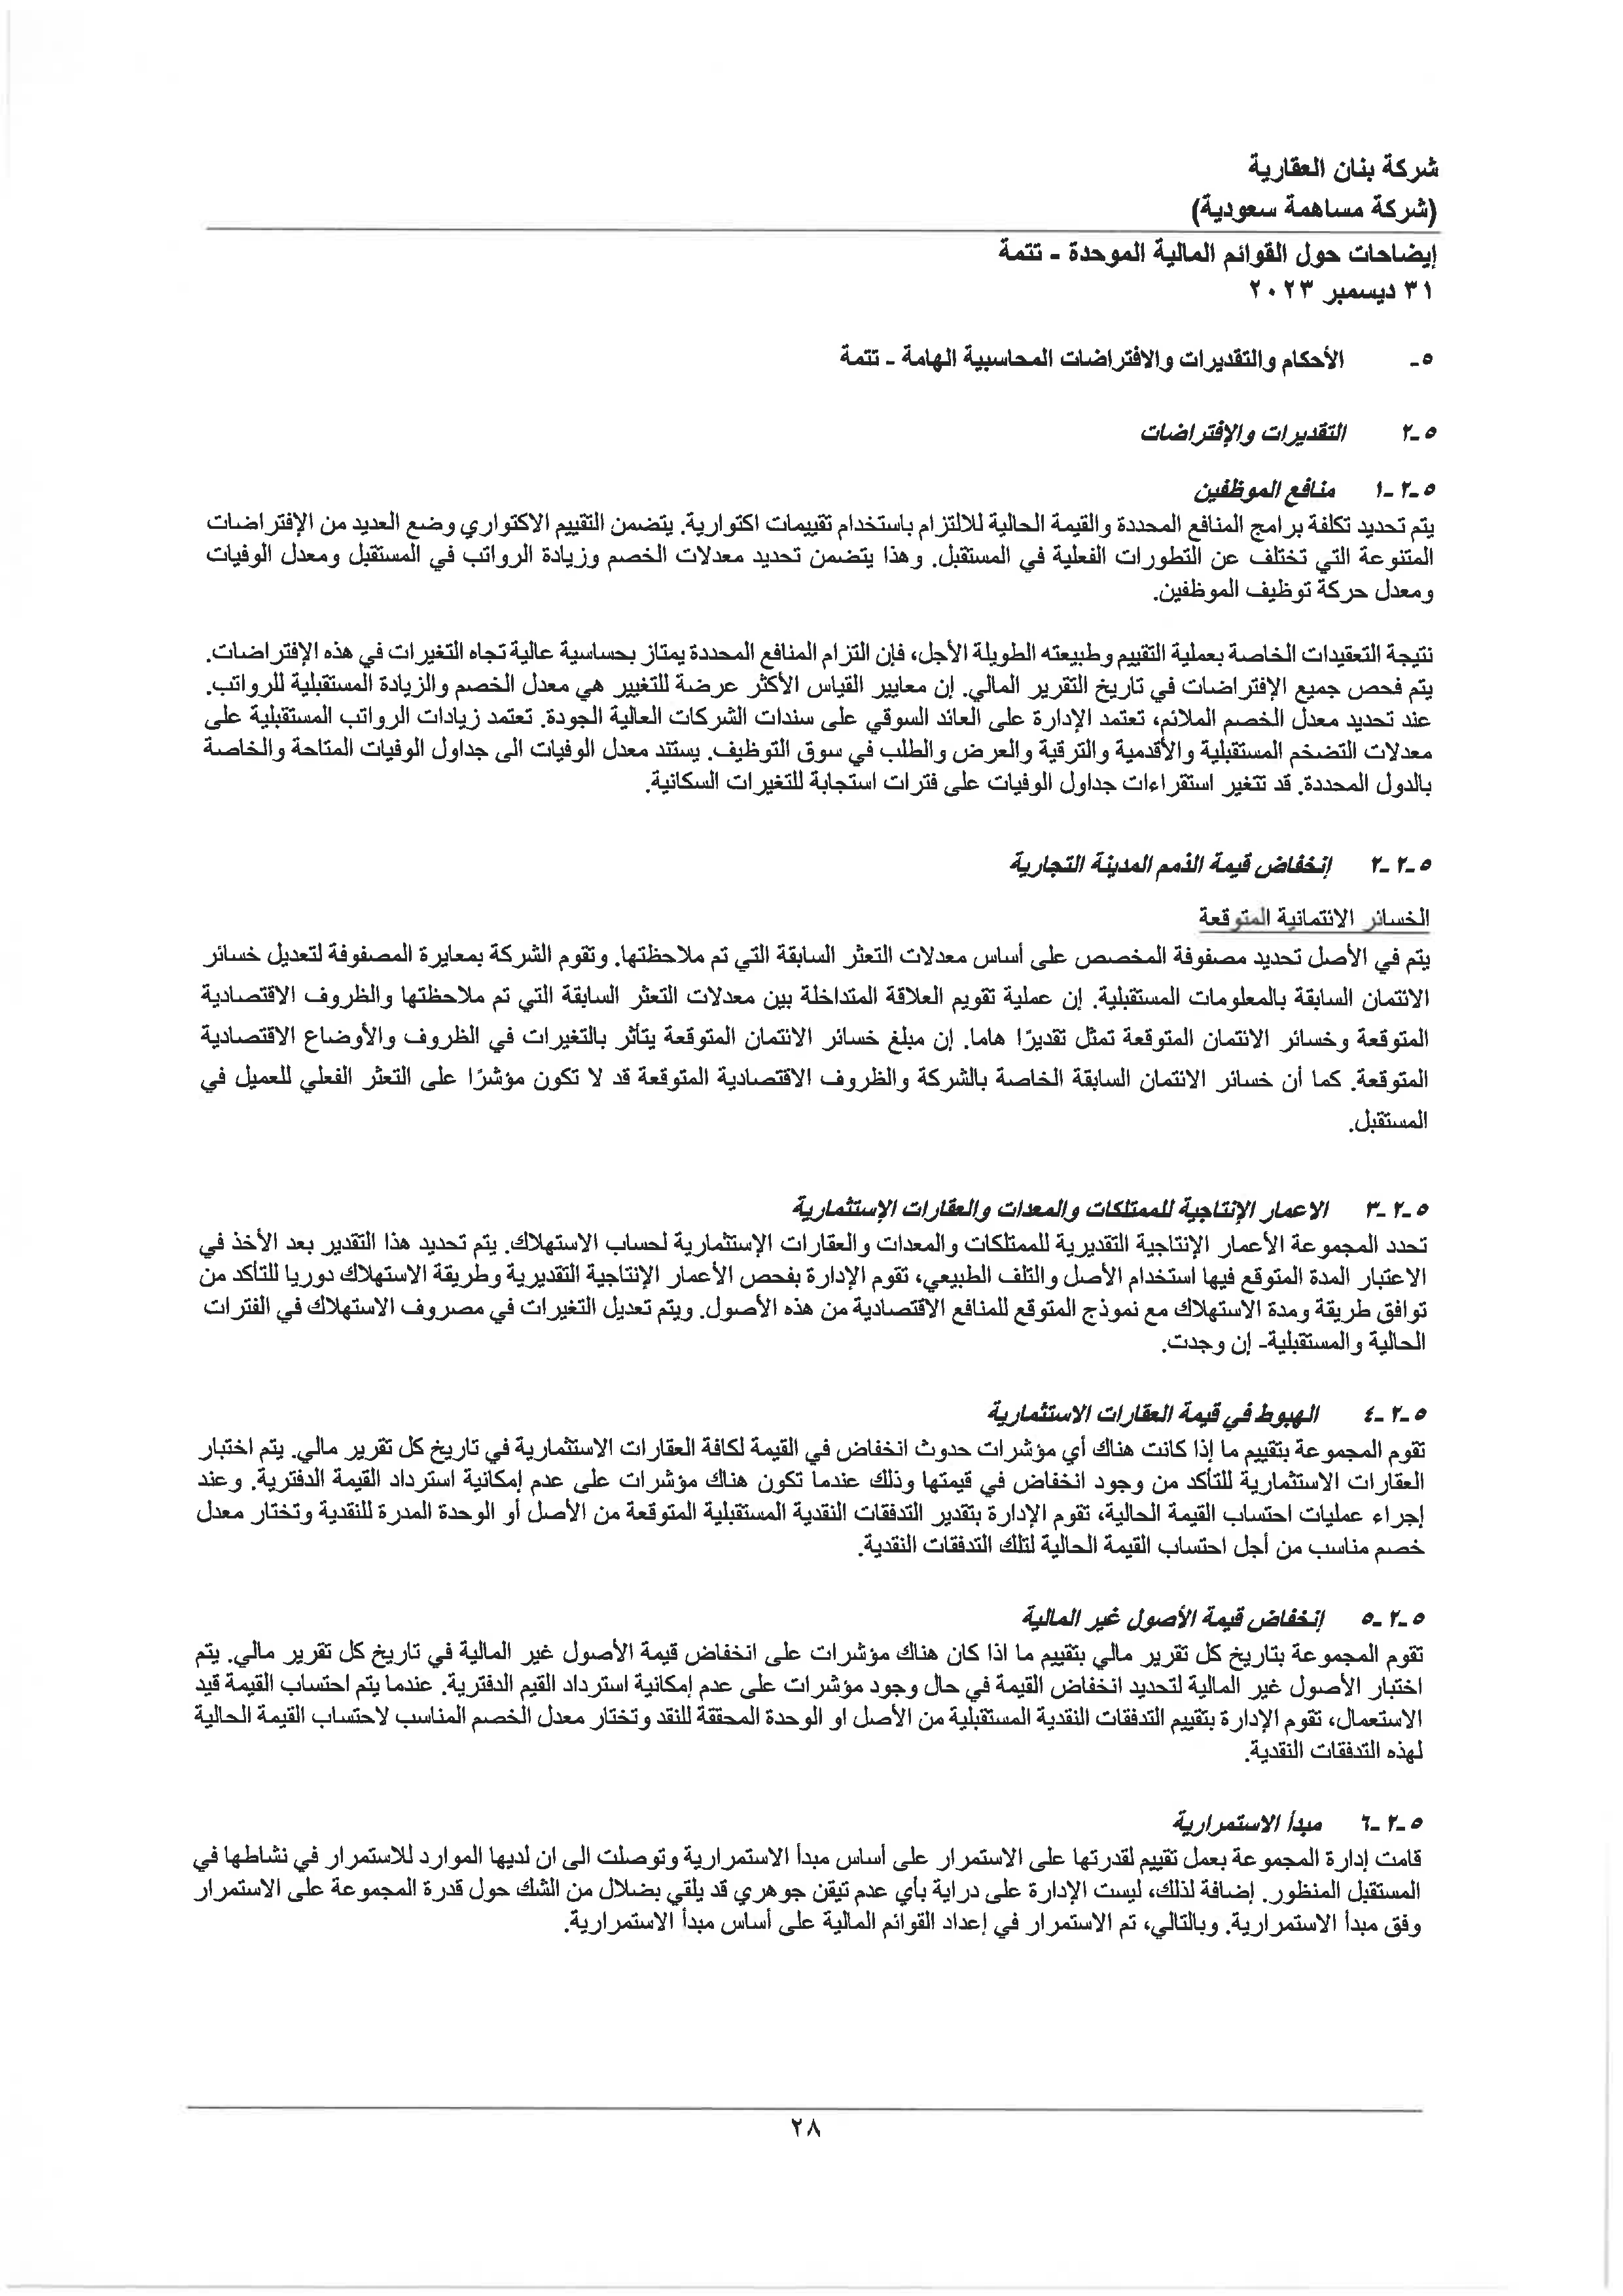 شركة بنان العقارية
(شركة مساهمة سعودية)
إيضاحات حول القوائم المالية الموحدة - تتمة
٣١ ديسمبر ٢٠٢٣
٥- الأحكام والتقديرات والافتراضات المحاسبية الهامة - تتمة
٥-٢ التقديرات والإفتراضات
٥-٢-١ منافع الموظفين
يتم تحديد تكلفة برامج المنافع المحددة والقيمة الحالية للالتزام باستخدام تقييمات اكتوارية. يتضمن التقييم الاكتواري وضع العديد من الإفتراضات
المتنوعة التي تختلف عن التطورات الفعلية في المستقبل. وهذا يتضمن تحديد معدلات الخصم وزيادة الرواتب في المستقبل ومعدل الوفيات
ومعدل حركة توظيف الموظفين.
نتيجة التعقيدات الخاصة بعملية التقييم وطبيعته الطويلة الأجل، فإن التزام المنافع المحددة يمتاز بحساسية عالية تجاه التغيرات في هذه الإفتراضات.
يتم فحص جميع الإفتراضات في تاريخ التقرير المالي. إن معايير القياس الأكثر عرضة للتغيير هي معدل الخصم والزيادة المستقبلية للرواتب.
عند تحديد معدل الخصم الملائم، تعتمد الإدارة على العائد السوقي على سندات الشركات العالية الجودة. تعتمد زيادات الرواتب المستقبلية على
معدلات التضخم المستقبلية والأقدمية والترقية والعرض والطلب في سوق التوظيف. يستند معدل الوفيات الى جداول الوفيات المتاحة والخاصة
بالدول المحددة. قد تتغير استقراءات جداول الوفيات على فترات استجابة للتغيرات السكانية.
٥-٢-٢ إنخفاض قيمة الذمم المدينة التجارية
الخسائر الائتمانية المتوقعة
يتم في الأصل تحديد مصفوفة المخصص على أساس معدلات التعثر السابقة التي تم ملاحظتها. وتقوم الشركة بمعايرة المصفوفة لتعديل خسائر
الائتمان السابقة بالمعلومات المستقبلية. إن عملية تقويم العلاقة المتداخلة بين معدلات التعثر السابقة التي تم ملاحظتها والظروف الاقتصادية
المتوقعة وخسائر الائتمان المتوقعة تمثل تقديرًا هاما. إن مبلغ خسائر الائتمان المتوقعة يتأثر بالتغيرات في الظروف والأوضاع الاقتصادية
المتوقعة. كما أن خسائر الائتمان السابقة الخاصة بالشركة والظروف الاقتصادية المتوقعة قد لا تكون مؤشرًا على التعثر الفعلي للعميل في
المستقبل.
٥-٢-٣ الاعمار الإنتاجية للممتلكات والمعدات والعقارات الإستثمارية
تحدد المجموعة الأعمار الإنتاجية التقديرية للممتلكات والمعدات والعقارات الإستثمارية لحساب الاستهلاك. يتم تحديد هذا التقدير بعد الأخذ في
الاعتبار المدة المتوقع فيها استخدام الأصل والتلف الطبيعي، تقوم الإدارة بفحص الأعمار الإنتاجية التقديرية وطريقة الاستهلاك دوريا للتأكد من
توافق طريقة ومدة الاستهلاك مع نموذج المتوقع للمنافع الاقتصادية من هذه الأصول. ويتم تعديل التغيرات في مصروف الاستهلاك في الفترات
الحالية والمستقبلية- إن وجدت.
٥-٢-٤ الهبوط في قيمة العقارات الاستثمارية
تقوم المجموعة بتقييم ما إذا كانت هناك أي مؤشرات حدوث انخفاض في القيمة لكافة العقارات الاستثمارية في تاريخ كل تقرير مالي. يتم اختبار
العقارات الاستثمارية للتأكد من وجود انخفاض في قيمتها وذلك عندما تكون هناك مؤشرات على عدم إمكانية استرداد القيمة الدفترية. وعند
إجراء عمليات احتساب القيمة الحالية، تقوم الإدارة بتقدير التدفقات النقدية المستقبلية المتوقعة من الأصل أو الوحدة المدرة للنقدية وتختار معدل
خصم مناسب من أجل احتساب القيمة الحالية لتلك التدفقات النقدية.
٥-٢-٥ إنخفاض قيمة الأصول غير المالية
تقوم المجموعة بتاريخ كل تقرير مالي بتقييم ما اذا كان هناك مؤشرات على انخفاض قيمة الأصول غير المالية في تاريخ كل تقرير مالي. يتم
اختبار الأصول غير المالية لتحديد انخفاض القيمة في حال وجود مؤشرات على عدم إمكانية استرداد القيم الدفترية. عندما يتم احتساب القيمة قيد
الاستعمال، تقوم الإدارة بتقييم التدفقات النقدية المستقبلية من الأصل او الوحدة المحققة للنقد وتختار معدل الخصم المناسب لاحتساب القيمة الحالية
لهذه التدفقات النقدية.
٥-٢-٦ مبدأ الاستمرارية
قامت إدارة المجموعة بعمل تقييم لقدرتها على الاستمرار على أساس مبدأ الاستمرارية وتوصلت الى ان لديها الموارد للاستمرار في نشاطها في
المستقبل المنظور. إضافة لذلك، ليست الإدارة على دراية بأي عدم تيقن جوهري قد يلقي بضلال من الشك حول قدرة المجموعة على الاستمرار
وفق مبدأ الاستمرارية. وبالتالي، تم الاستمرار في إعداد القوائم المالية على أساس مبدأ الاستمرارية.
٢٨